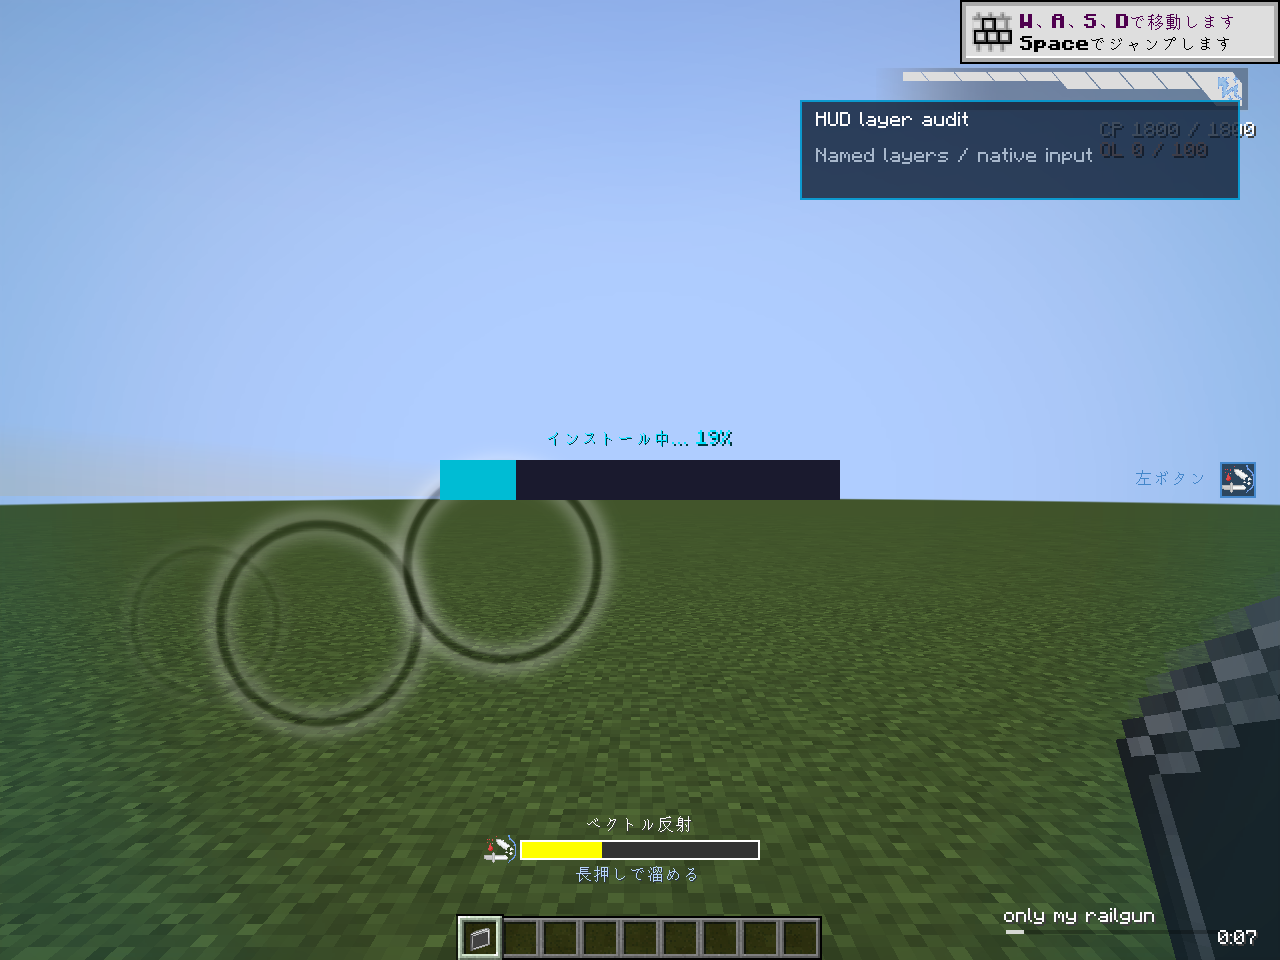 W、A、S、Dで移動します
Spaceでジャンプします
HUD layer audit
CP 1800 / 1800
Named layers / native input
OL 0 / 100
インストール中... 19%
左ボタン
ベクトル反射
長押しで溜める
only my railgun
0:07